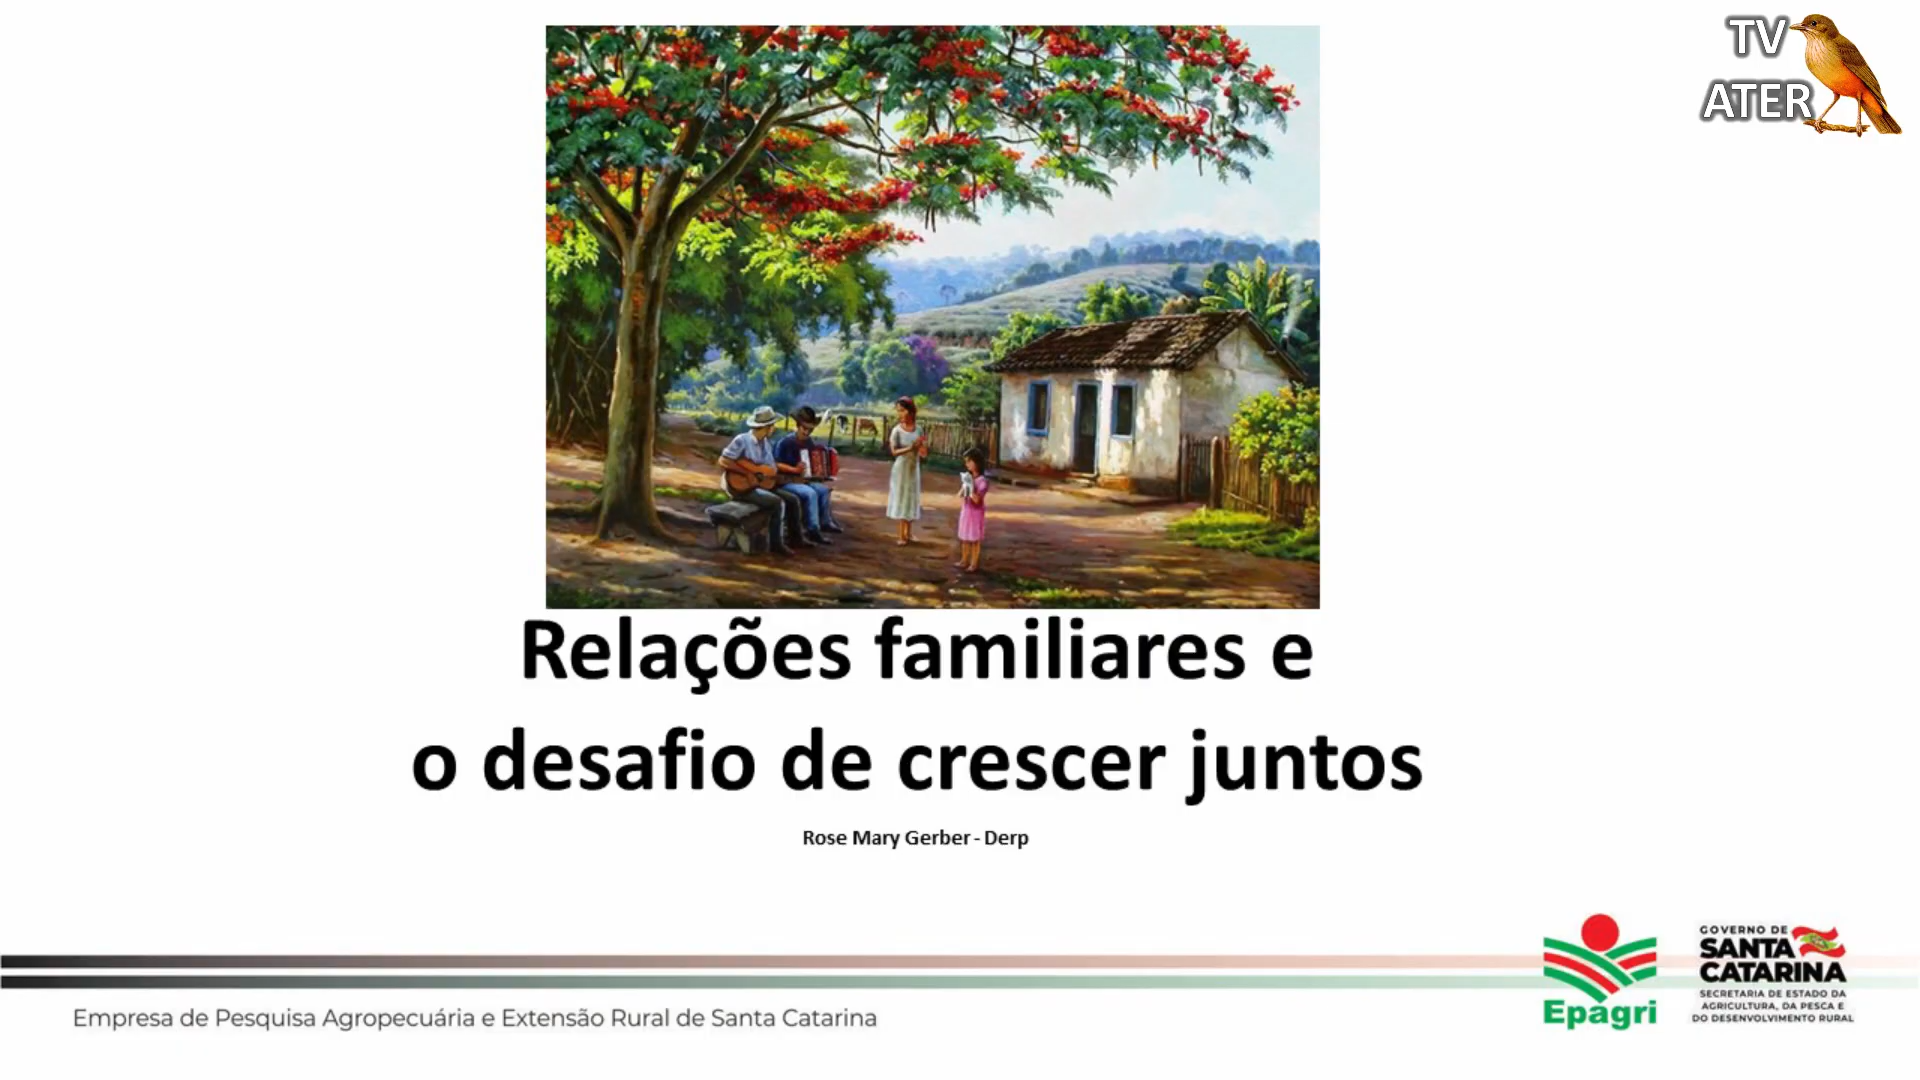 TV
ATER
Relações familiares e
o desafio de crescer juntos
Rose Mary Gerber - Derp
Empresa de Pesquisa Agropecuária e Extensão Rural de Santa Catarina
Epagri
GOVERNO DE
SANTA
CATARINA
SECRETARIA DE ESTADO DA
AGRICULTURA, DA PESCA E
DO DESENVOLVIMENTO RURAL